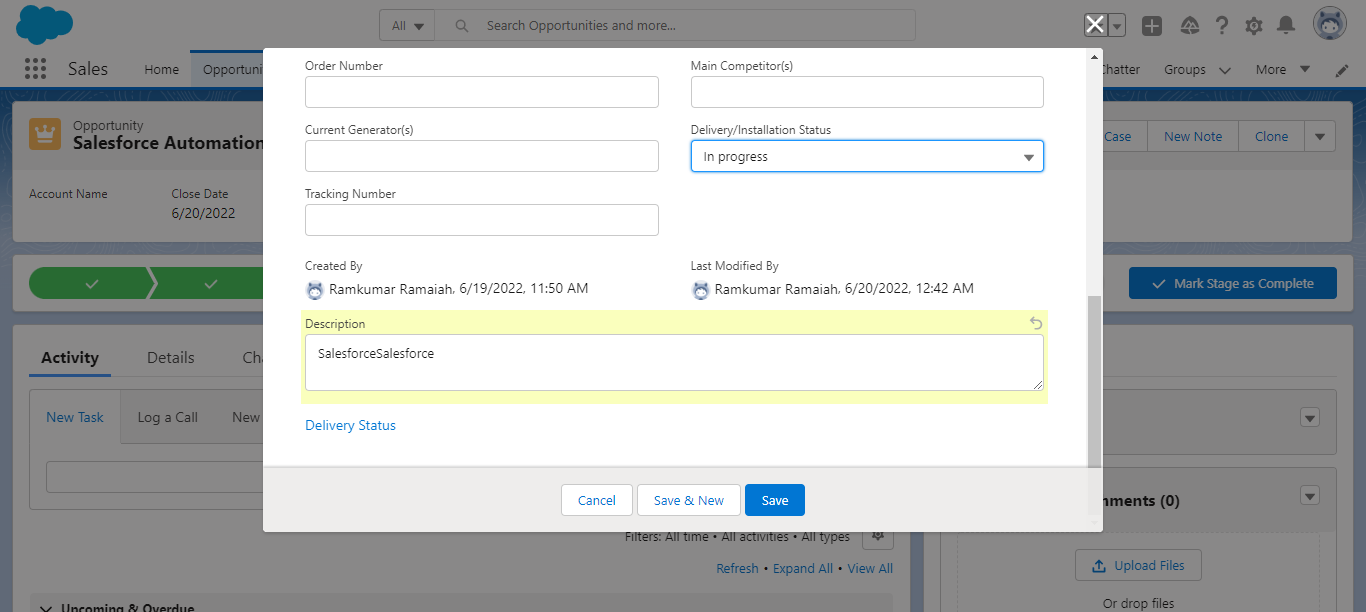 All
Search Opportunities and more...
Sales
Home
Opportuni
Chatter
Groups
More
Opportunity
Salesforce Automation
Case
New Note
Clone
Account Name
Close Date
6/20/2022
Order Number
Main Competitor(s)
Current Generator(s)
Delivery/Installation Status
In progress
Tracking Number
Created By
Last Modified By
Ramkumar Ramaiah, 6/19/2022, 11:50 AM
Ramkumar Ramaiah, 6/20/2022, 12:42 AM
Mark Stage as Complete
Description
SalesforceSalesforce
Delivery Status
Cancel
Save & New
Save
Activity
Details
Cha
New Task
Log a Call
New
Filters: All time • All activities • All types
Refresh • Expand All • View All
Upcoming & Overdue
hments (0)
Upload Files
Or drop files